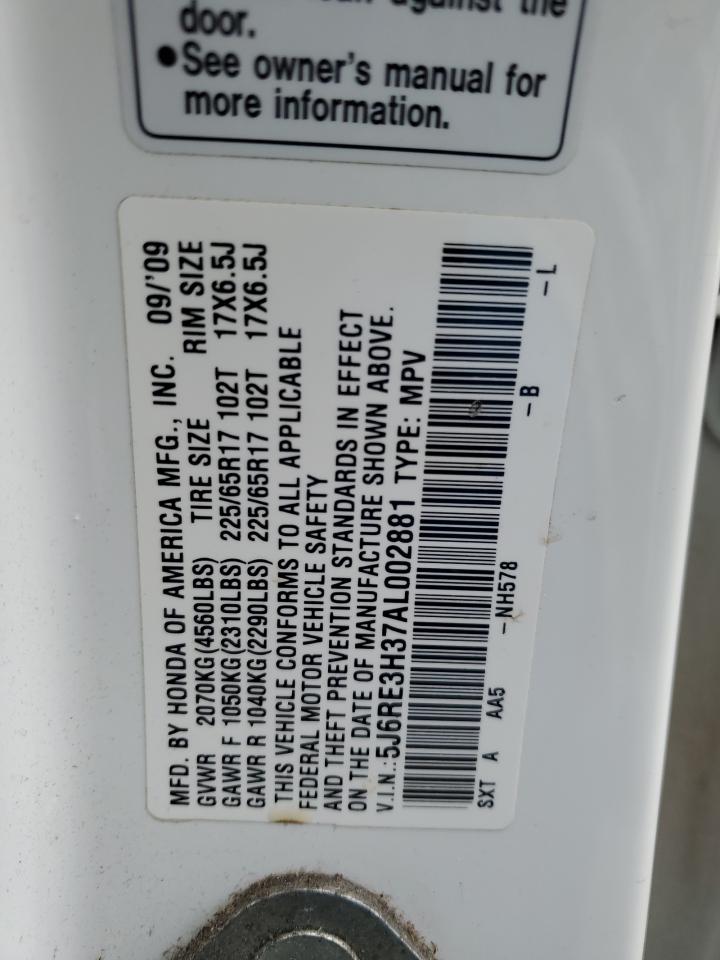 against the
door.
●See owner's manual for
more information.
MFD. BY HONDA OF AMERICA MFG., INC. 09/'09
GVWR 2070KG(4560LBS) TIRE SIZE RIM SIZE
GAWR F 1050KG(2310LBS) 225/65R17 102T 17X6.5J
GAWR R 1040KG(2290LBS) 225/65R17 102T 17X6.5J
THIS VEHICLE CONFORMS TO ALL APPLICABLE
FEDERAL MOTOR VEHICLE SAFETY
AND THEFT PREVENTION STANDARDS IN EFFECT
ON THE DATE OF MANUFACTURE SHOWN ABOVE.
V.I.N.:5J6RE3H37AL002881 TYPE: MPV
SXT A AA5 -NH578 -B -L